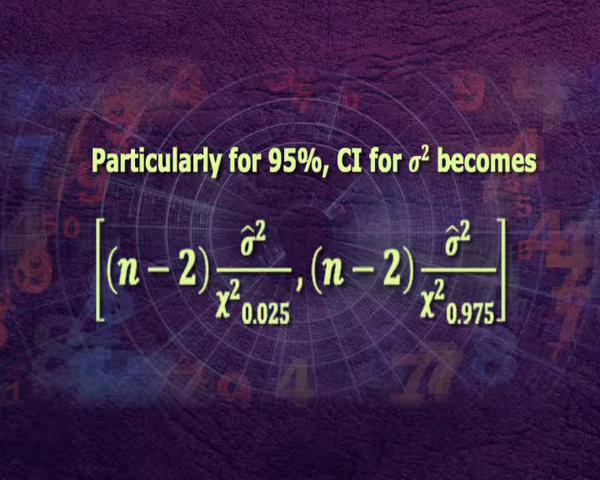 Particularly for 95%, CI for σ² becomes
[(n − 2) σ̂²/χ²₀.₀₂₅, (n − 2) σ̂²/χ²₀.₉₇₅]